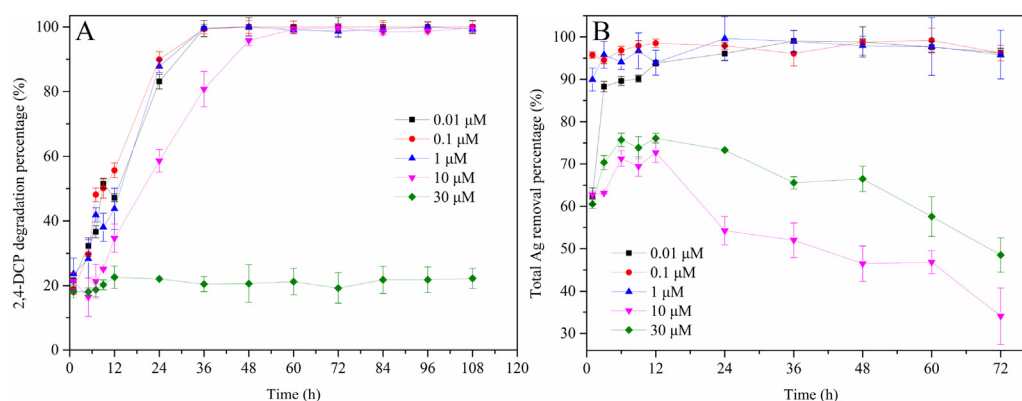 A
2,4-DCP degradation percentage (%)
100
80
60
40
20
0
0.01 μM
0.1 μM
1 μM
10 μM
30 μM
0 12 24 36 48 60 72 84 96 108 120
Time (h)
B
Total Ag removal percentage (%)
100
90
80
70
60
50
40
30
0.01 μM
0.1 μM
1 μM
10 μM
30 μM
0 12 24 36 48 60 72
Time (h)